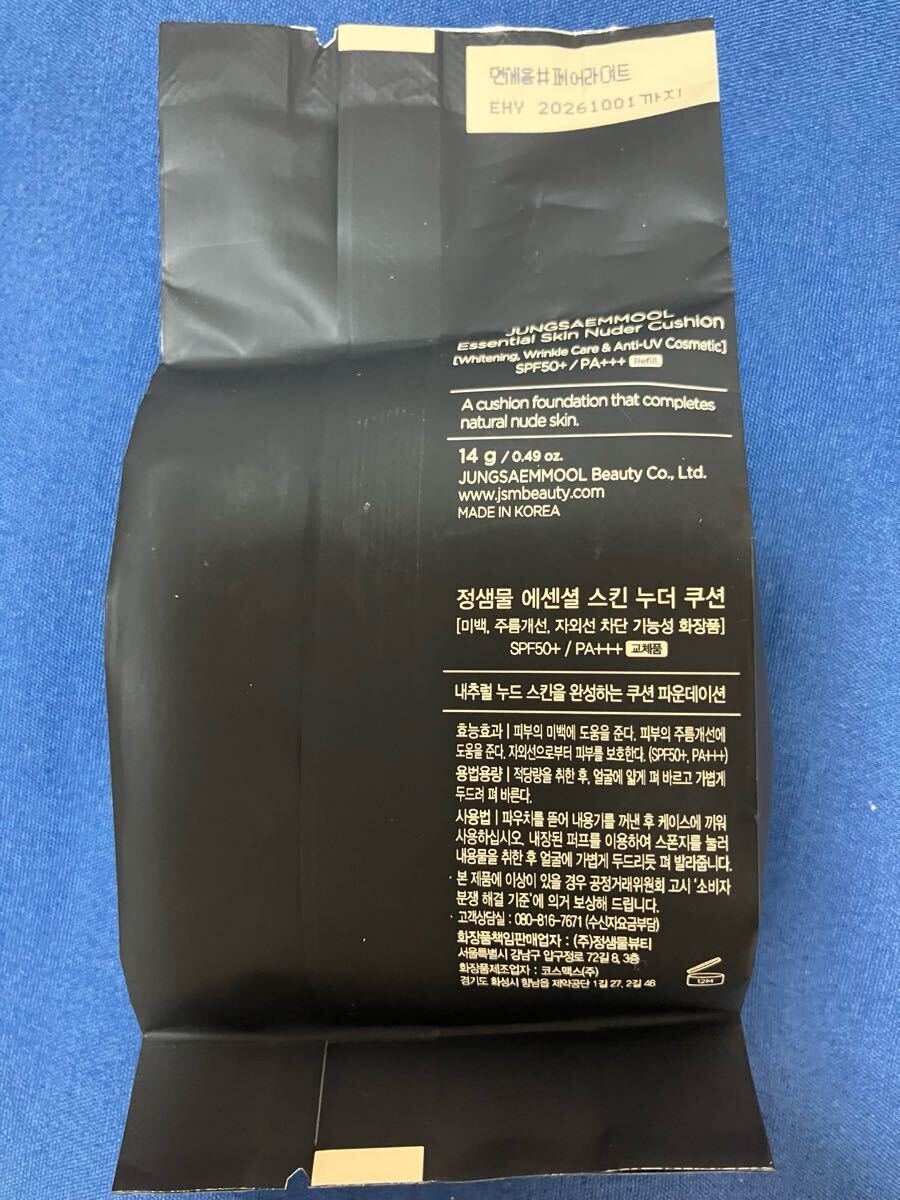 면세용#페어라이트
EHY 20261001까지
JUNGSAEMMOOL
Essential Skin Nuder Cushion
[Whitening, Wrinkle Care & Anti-UV Cosmetic]
SPF50+ / PA+++ Refill
A cushion foundation that completes
natural nude skin.
14 g / 0.49 oz.
JUNGSAEMMOOL Beauty Co., Ltd.
www.jsmbeauty.com
MADE IN KOREA
정샘물 에센셜 스킨 누더 쿠션
[미백, 주름개선, 자외선 차단 기능성 화장품]
SPF50+ / PA+++ 교체품
내추럴 누드 스킨을 완성하는 쿠션 파운데이션
효능효과 | 피부의 미백에 도움을 준다. 피부의 주름개선에
도움을 준다. 자외선으로부터 피부를 보호한다. (SPF50+, PA+++)
용법용량 | 적당량을 취한 후, 얼굴에 얇게 펴 바르고 가볍게
두드려 펴 바른다.
사용법 | 파우치를 뜯어 내용기를 꺼낸 후 케이스에 끼워
사용하십시오. 내장된 퍼프를 이용하여 스폰지를 눌러
내용물을 취한 후 얼굴에 가볍게 두드리듯 펴 발라줍니다.
· 본 제품에 이상이 있을 경우 공정거래위원회 고시 '소비자
분쟁 해결 기준'에 의거 보상해 드립니다.
· 고객상담실 : 080-816-7671 (수신자요금부담)
화장품책임판매업자 : (주)정샘물뷰티
서울특별시 강남구 압구정로 72길 8, 3층
화장품제조업자 : 코스맥스(주)
경기도 화성시 향남읍 제약공단 1길 27, 2길 46
12M